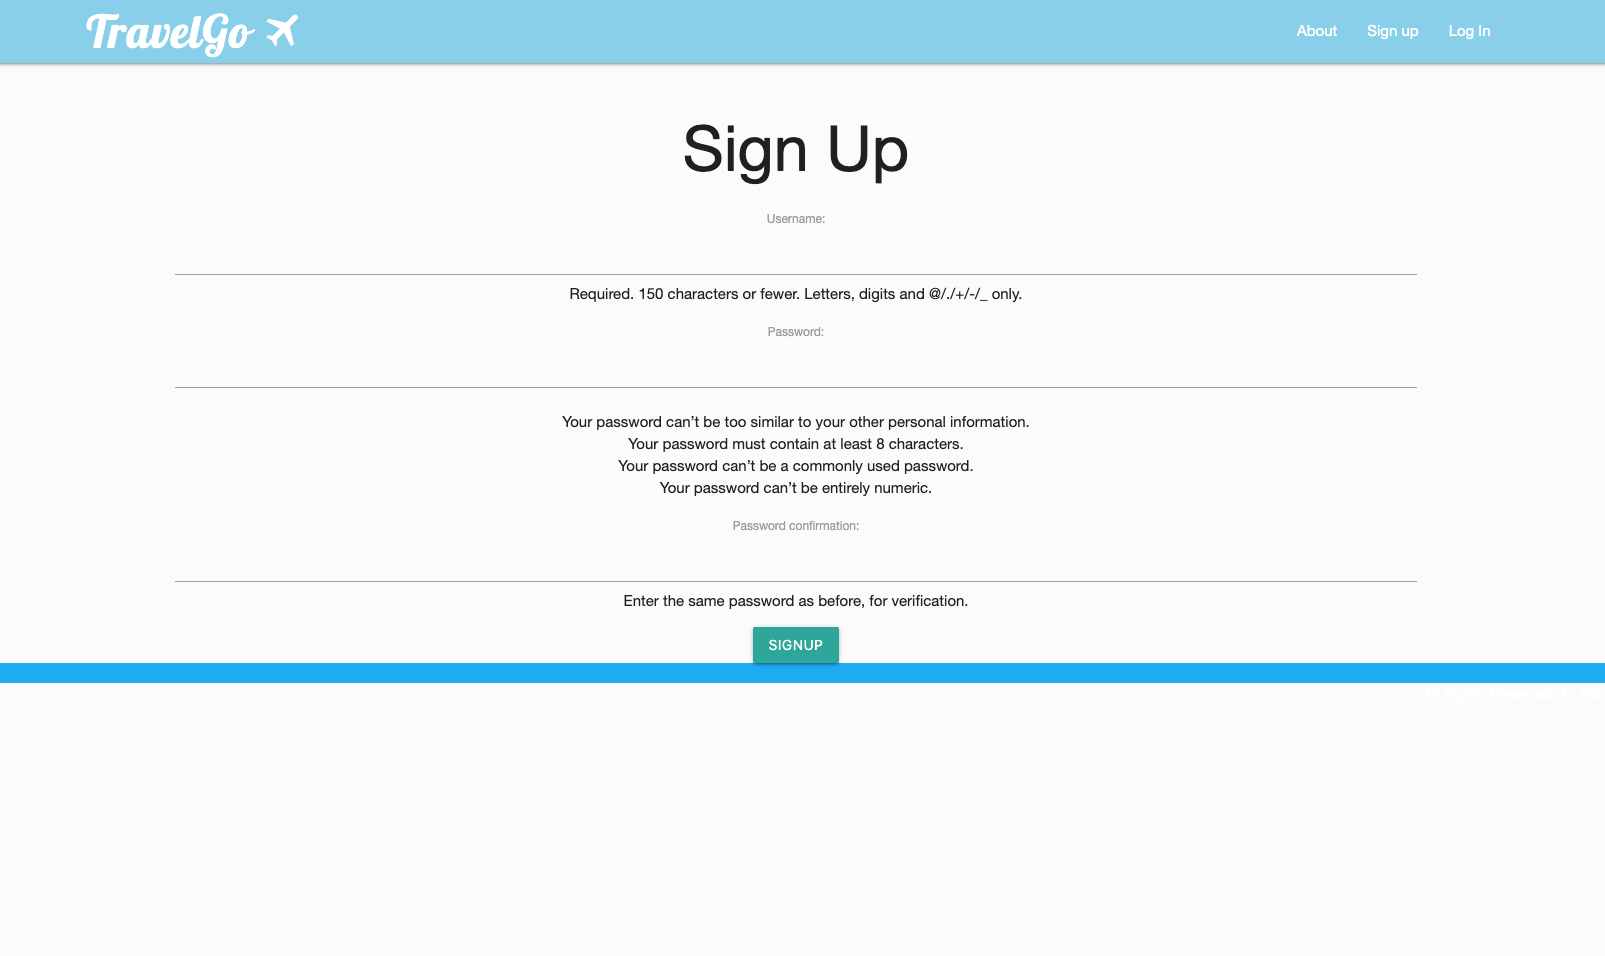 TravelGo
About Sign up Log In
Sign Up
Username:
Required. 150 characters or fewer. Letters, digits and @/./+/-/_ only.
Password:
Your password can’t be too similar to your other personal information.
Your password must contain at least 8 characters.
Your password can’t be a commonly used password.
Your password can’t be entirely numeric.
Password confirmation:
Enter the same password as before, for verification.
SIGNUP
All Rights Reserved. ©